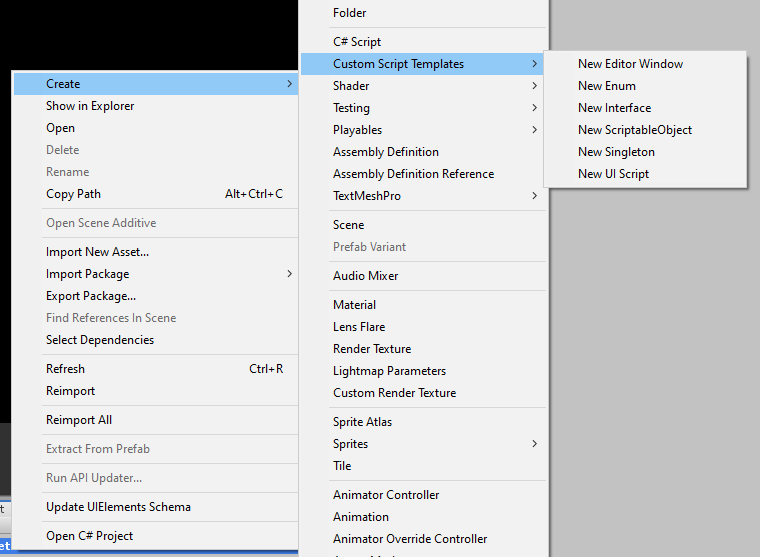 Create
Show in Explorer
Open
Delete
Rename
Copy Path Alt+Ctrl+C
Open Scene Additive
Import New Asset...
Import Package
Export Package...
Find References In Scene
Select Dependencies
Refresh Ctrl+R
Reimport
Reimport All
Extract From Prefab
Run API Updater...
Update UIElements Schema
Open C# Project
Folder
C# Script
Custom Script Templates
Shader
Testing
Playables
Assembly Definition
Assembly Definition Reference
TextMeshPro
Scene
Prefab Variant
Audio Mixer
Material
Lens Flare
Render Texture
Lightmap Parameters
Custom Render Texture
Sprite Atlas
Sprites
Tile
Animator Controller
Animation
Animator Override Controller
New Editor Window
New Enum
New Interface
New ScriptableObject
New Singleton
New UI Script